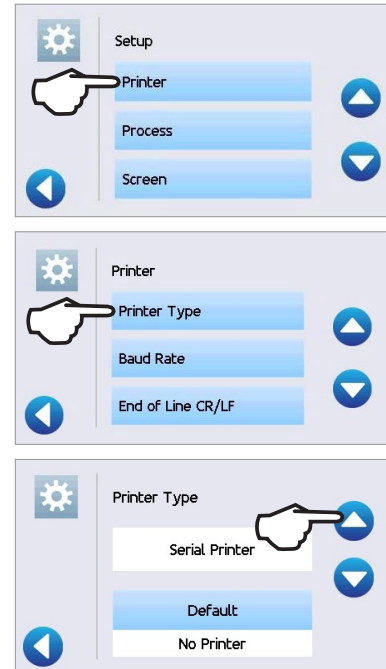 Setup
Printer
Process
Screen
Printer
Printer Type
Baud Rate
End of Line CR/LF
Printer Type
Serial Printer
Default
No Printer